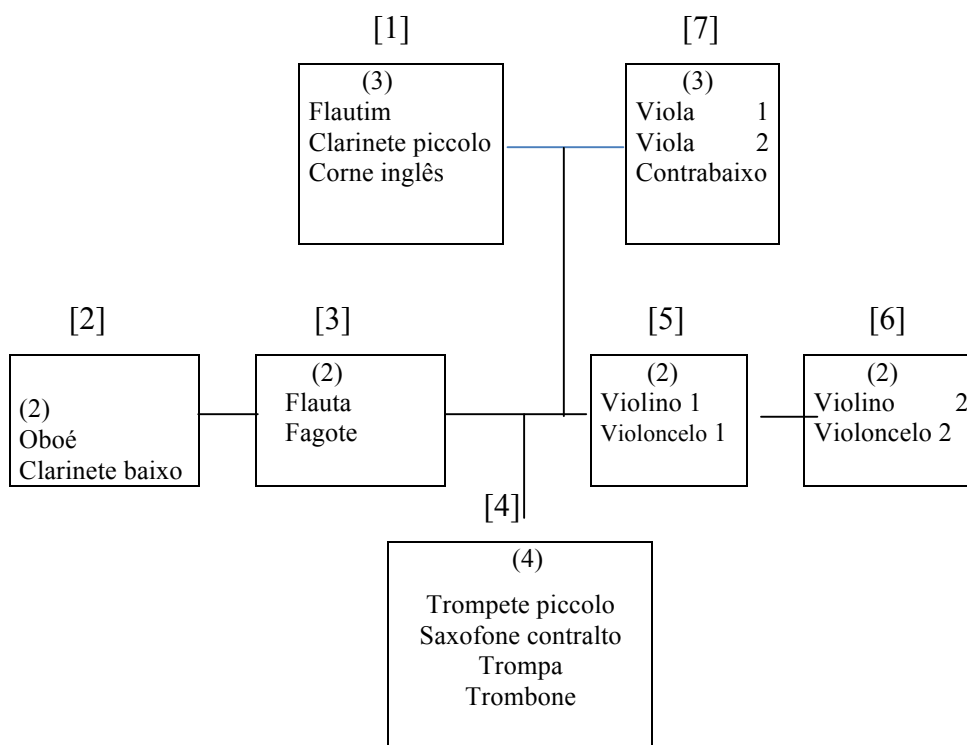 [1]
[7]
(3)
Flautim
Clarinete piccolo
Corne inglês
(3)
Viola 1
Viola 2
Contrabaixo
[2]
[3]
[5]
[6]
(2)
Oboé
Clarinete baixo
(2)
Flauta
Fagote
(2)
Violino 1
Violoncelo 1
(2)
Violino 2
Violoncelo 2
[4]
(4)
Trompete piccolo
Saxofone contralto
Trompa
Trombone